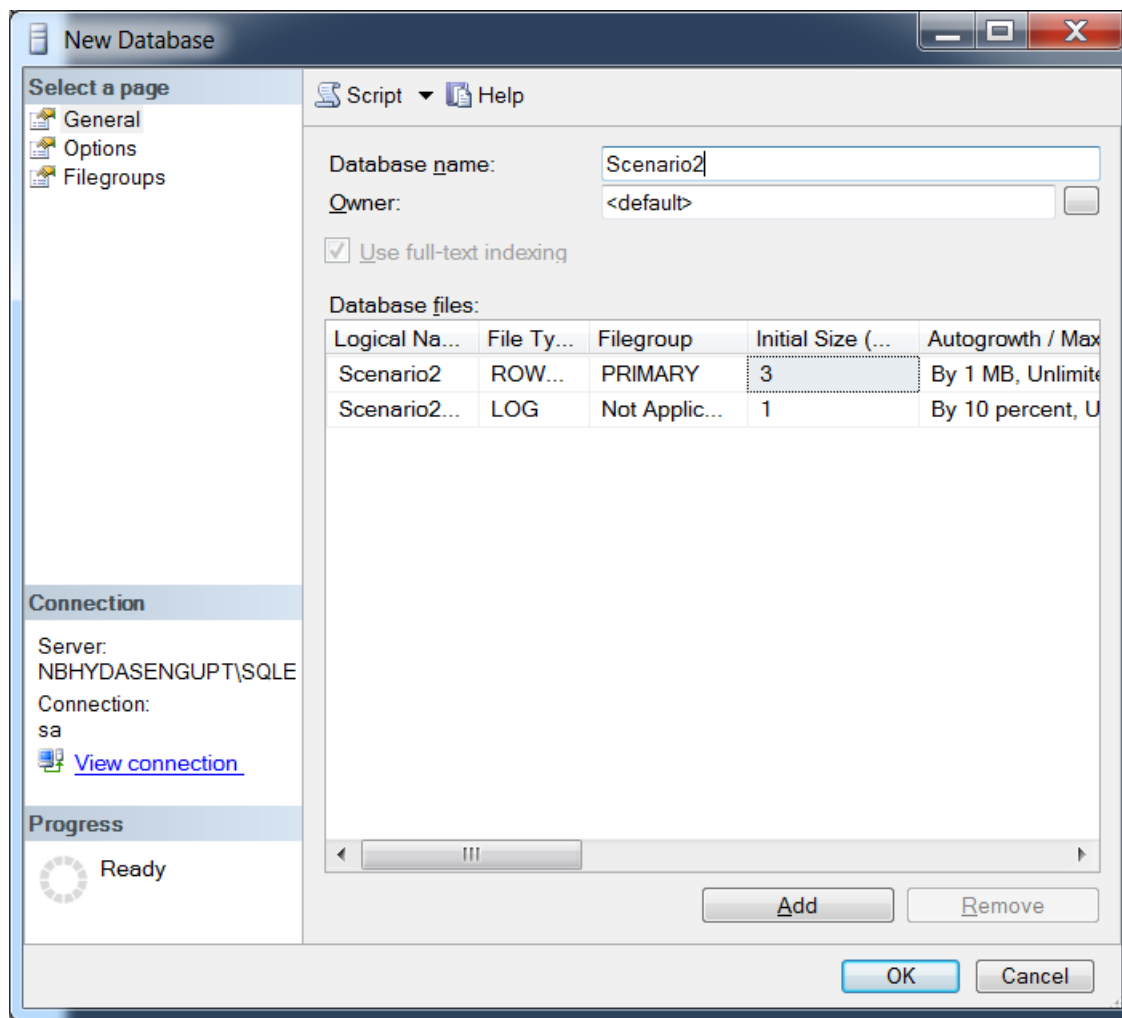 New Database
Select a page
General
Options
Filegroups
Connection
Server:
NBHYDASENGUPT\SQLE
Connection:
sa
View connection
Progress
Ready
Script Help
Database name: Scenario2
Owner: <default>
Use full-text indexing
Database files:
Logical Na... File Ty... Filegroup Initial Size (... Autogrowth / Max
Scenario2 ROW... PRIMARY 3 By 1 MB, Unlimite
Scenario2... LOG Not Applic... 1 By 10 percent, U
Add Remove
OK Cancel